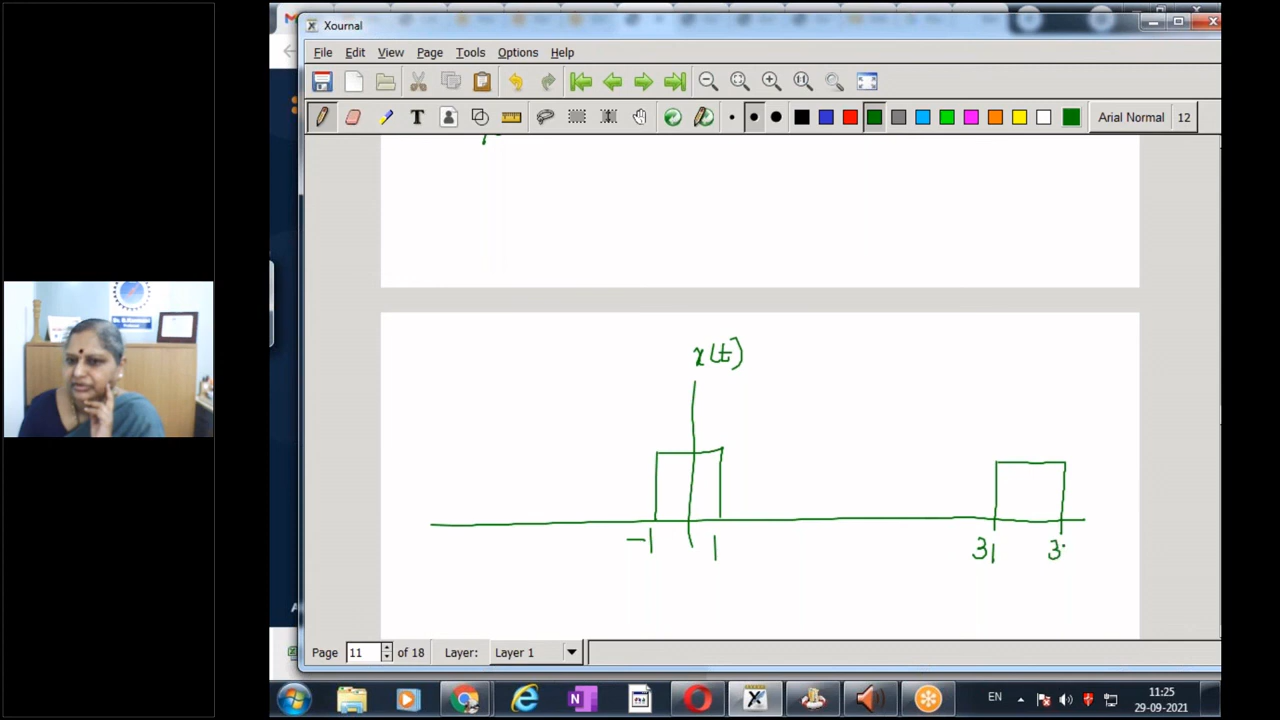 Xournal
File Edit View Page Tools Options Help
Arial Normal 12
x(t)
-1 1 31 3
Page 11 of 18 Layer: Layer 1
EN 11:25
29-09-2021